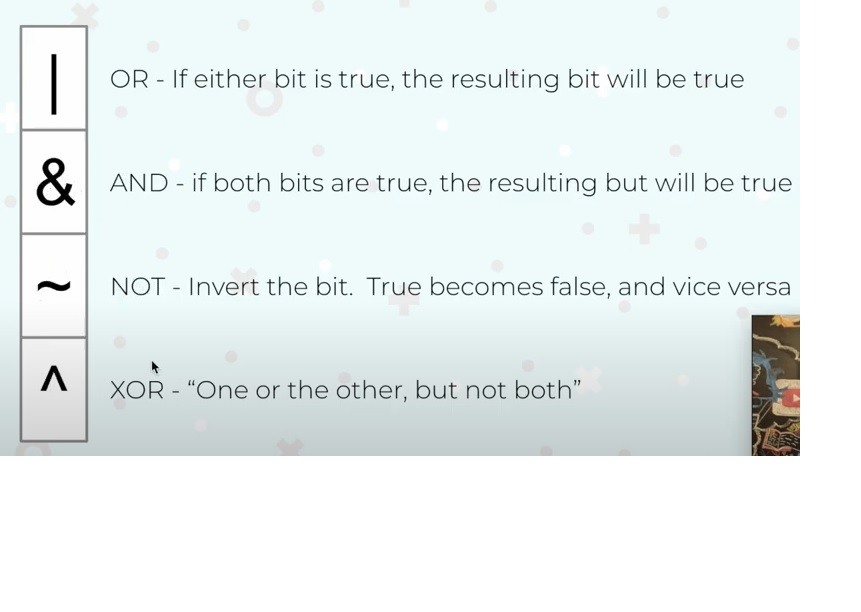 | OR - If either bit is true, the resulting bit will be true
& AND - if both bits are true, the resulting but will be true
~ NOT - Invert the bit.  True becomes false, and vice versa
^ XOR - “One or the other, but not both”